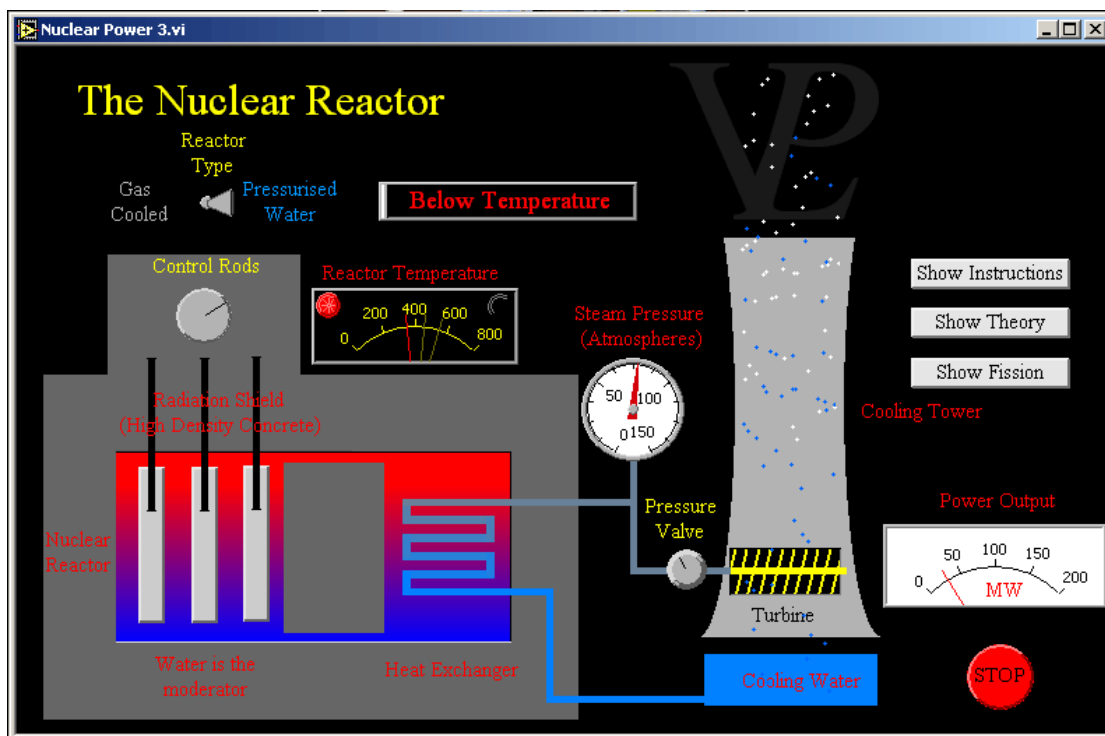 Nuclear Power 3.vi
VPL
The Nuclear Reactor
Reactor
Type
Gas
Cooled
Pressurised
Water
Below Temperature
Control Rods
Reactor Temperature
0 200 400 600 800
Steam Pressure
(Atmospheres)
0 50 100 150
Show Instructions
Show Theory
Show Fission
Radiation Shield
(High Density Concrete)
Cooling Tower
Nuclear
Reactor
Pressure
Valve
Power Output
0 50 100 150 200
MW
Turbine
Water is the
moderator
Heat Exchanger
Cooling Water
STOP